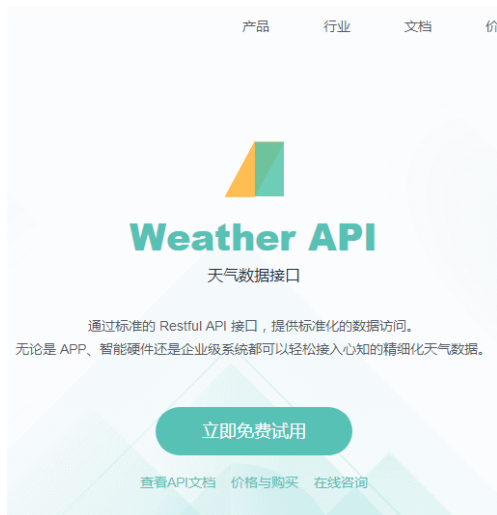 产品 行业 文档 价
Weather API
天气数据接口
通过标准的 Restful API 接口，提供标准化的数据访问。
无论是 APP、智能硬件还是企业级系统都可以轻松接入心知的精细化天气数据。
立即免费试用
查看API文档 价格与购买 在线咨询